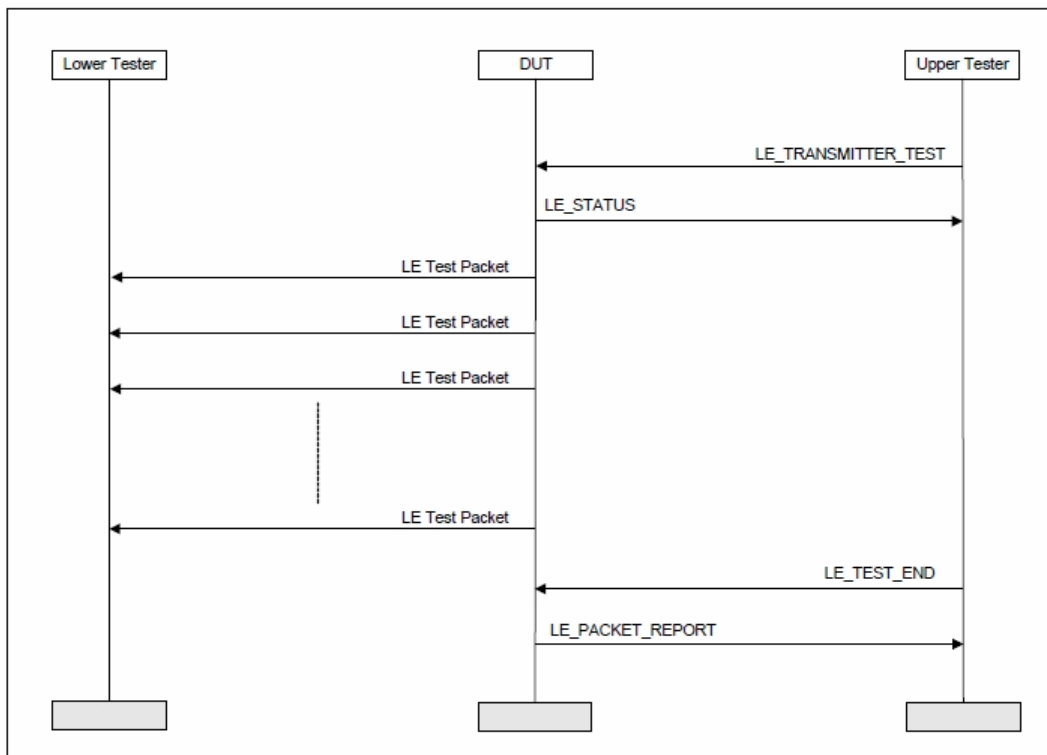 Lower Tester
DUT
Upper Tester
LE_TRANSMITTER_TEST
LE_STATUS
LE Test Packet
LE Test Packet
LE Test Packet
LE Test Packet
LE_TEST_END
LE_PACKET_REPORT